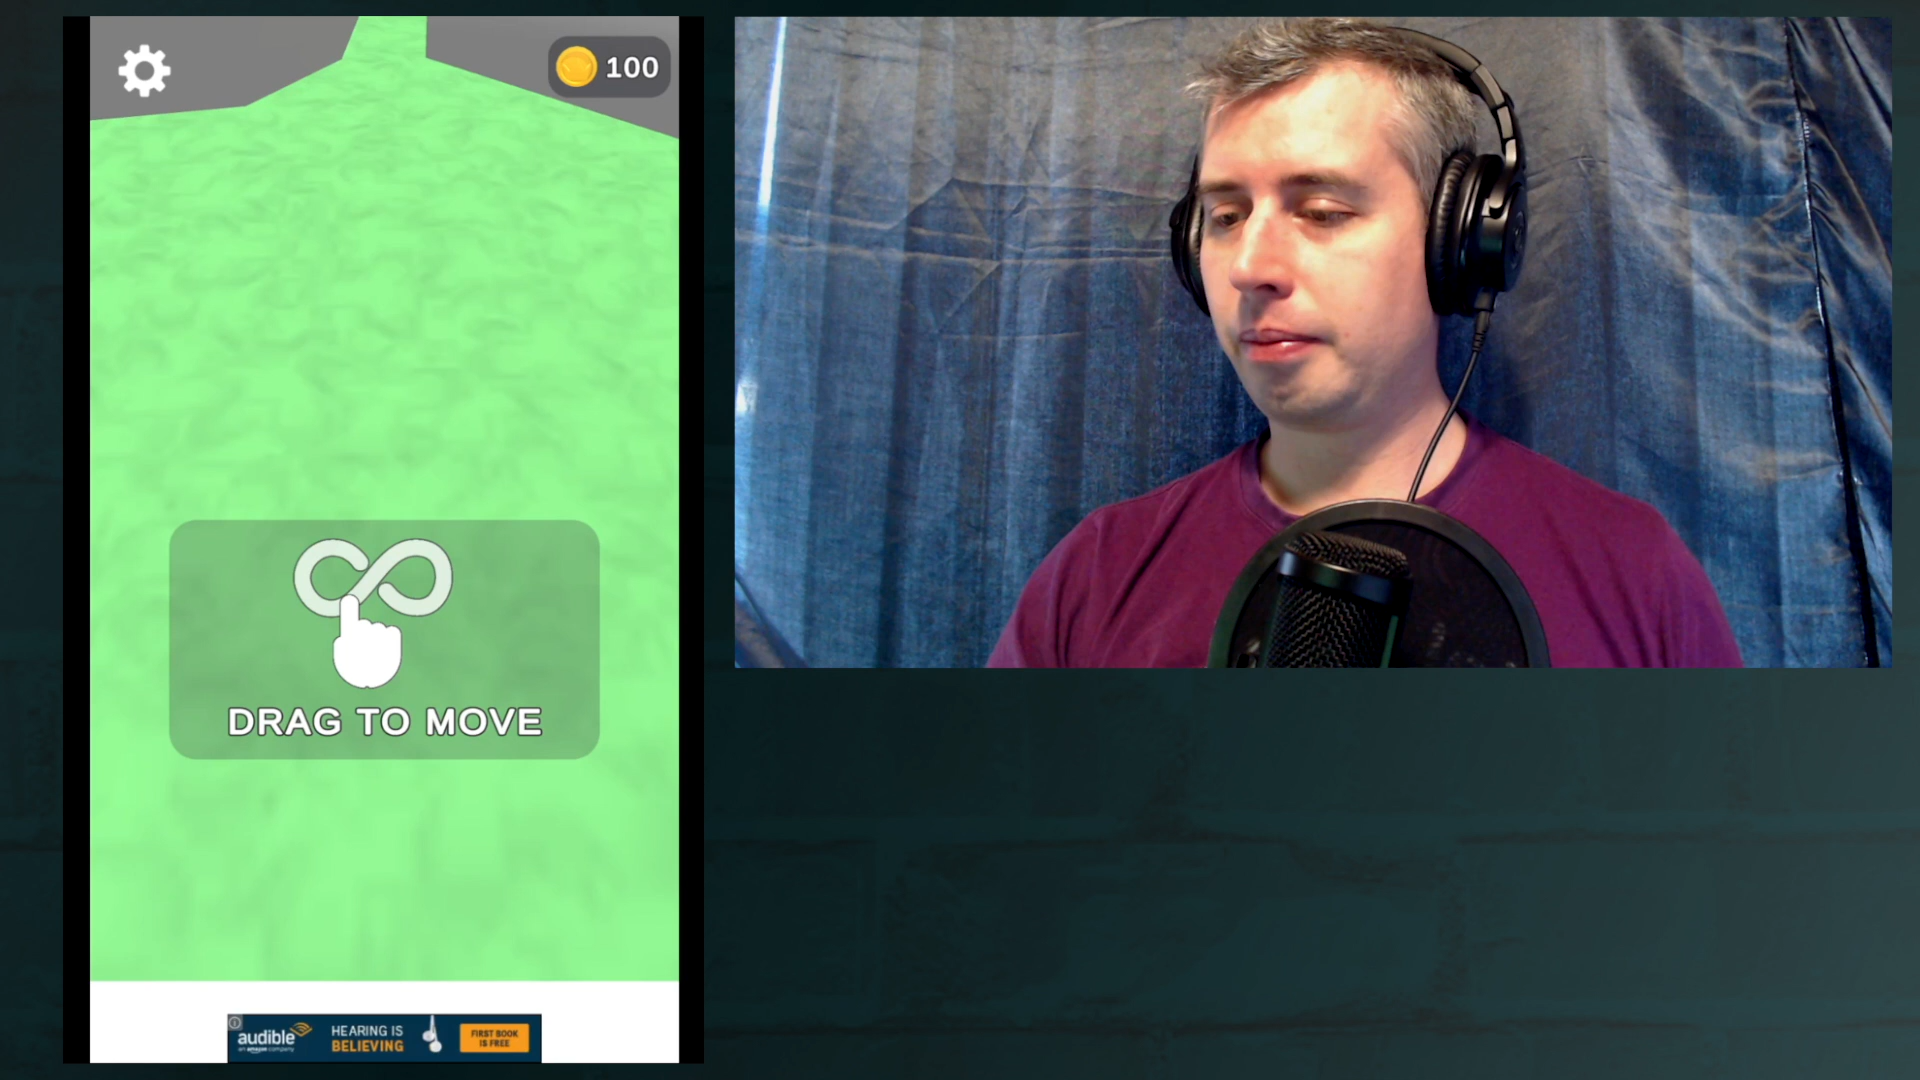 100
DRAG TO MOVE
audible
an amazon company
HEARING IS
BELIEVING
FIRST BOOK
IS FREE